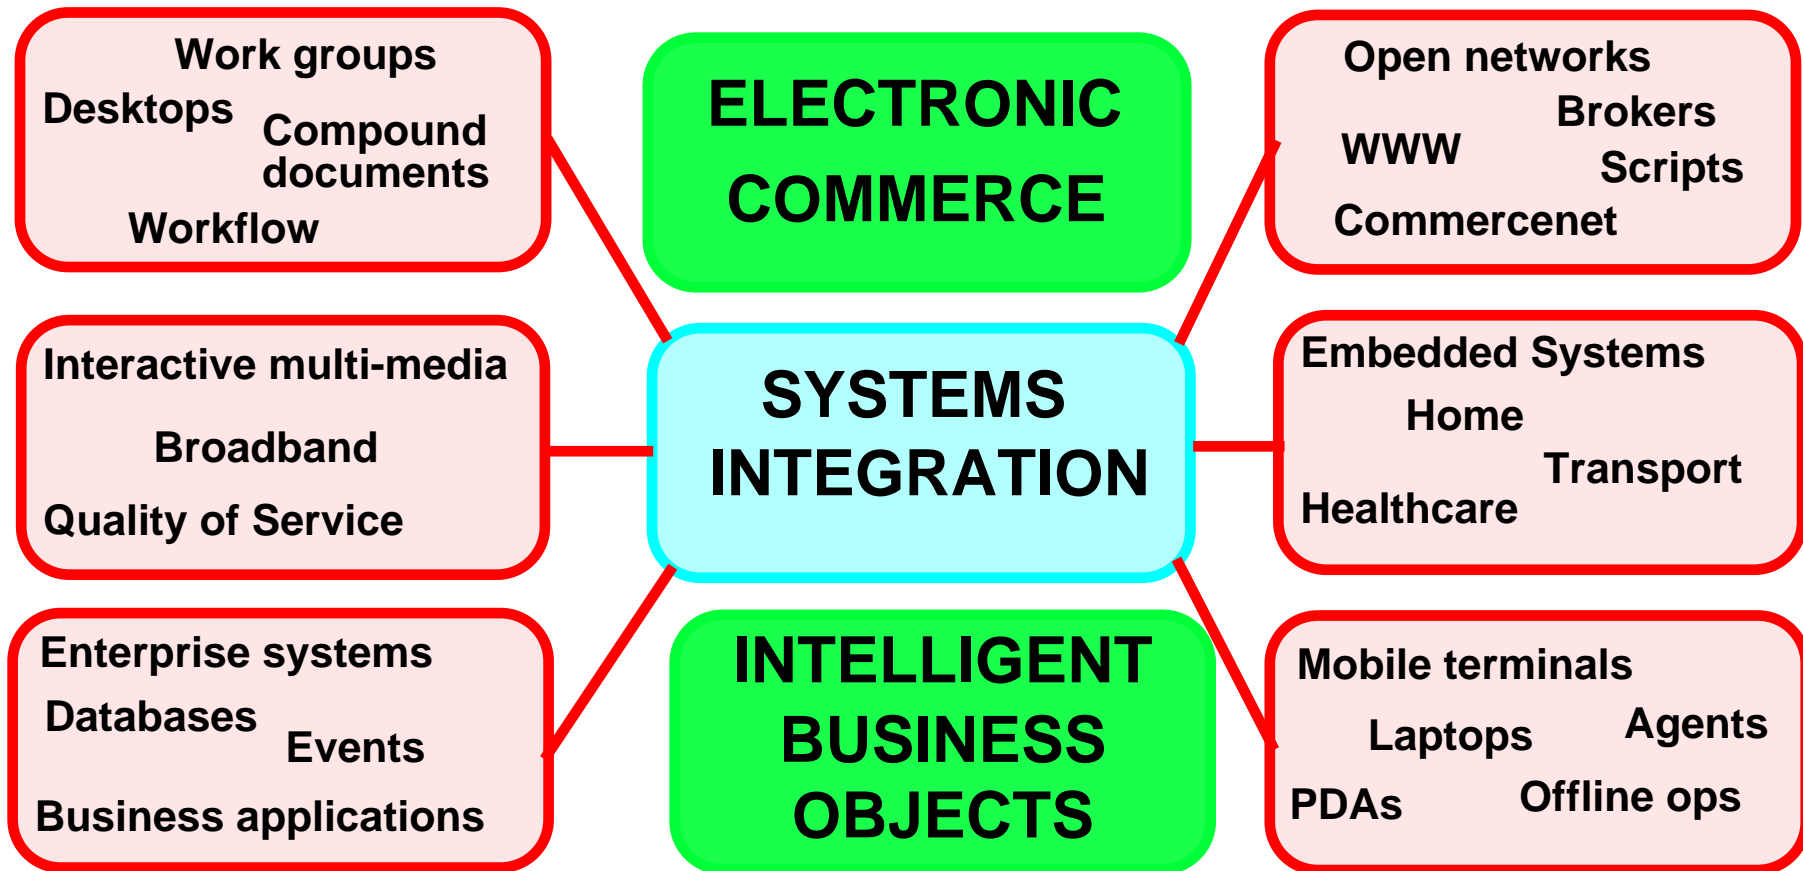 Work groups
Desktops
Compound
documents
Workflow
ELECTRONIC
COMMERCE
Open networks
Brokers
WWW
Scripts
Commercenet
Interactive multi-media
Broadband
Quality of Service
SYSTEMS
INTEGRATION
Embedded Systems
Home
Transport
Healthcare
Enterprise systems
Databases
Events
Business applications
INTELLIGENT
BUSINESS
OBJECTS
Mobile terminals
Agents
Laptops
Offline ops
PDAs